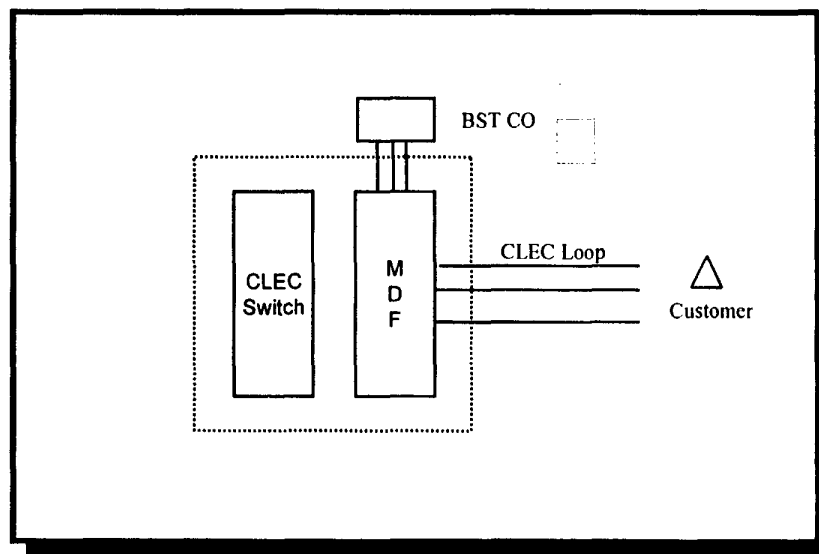 BST CO
CLEC Loop
CLEC
Switch
M
D
F
Customer